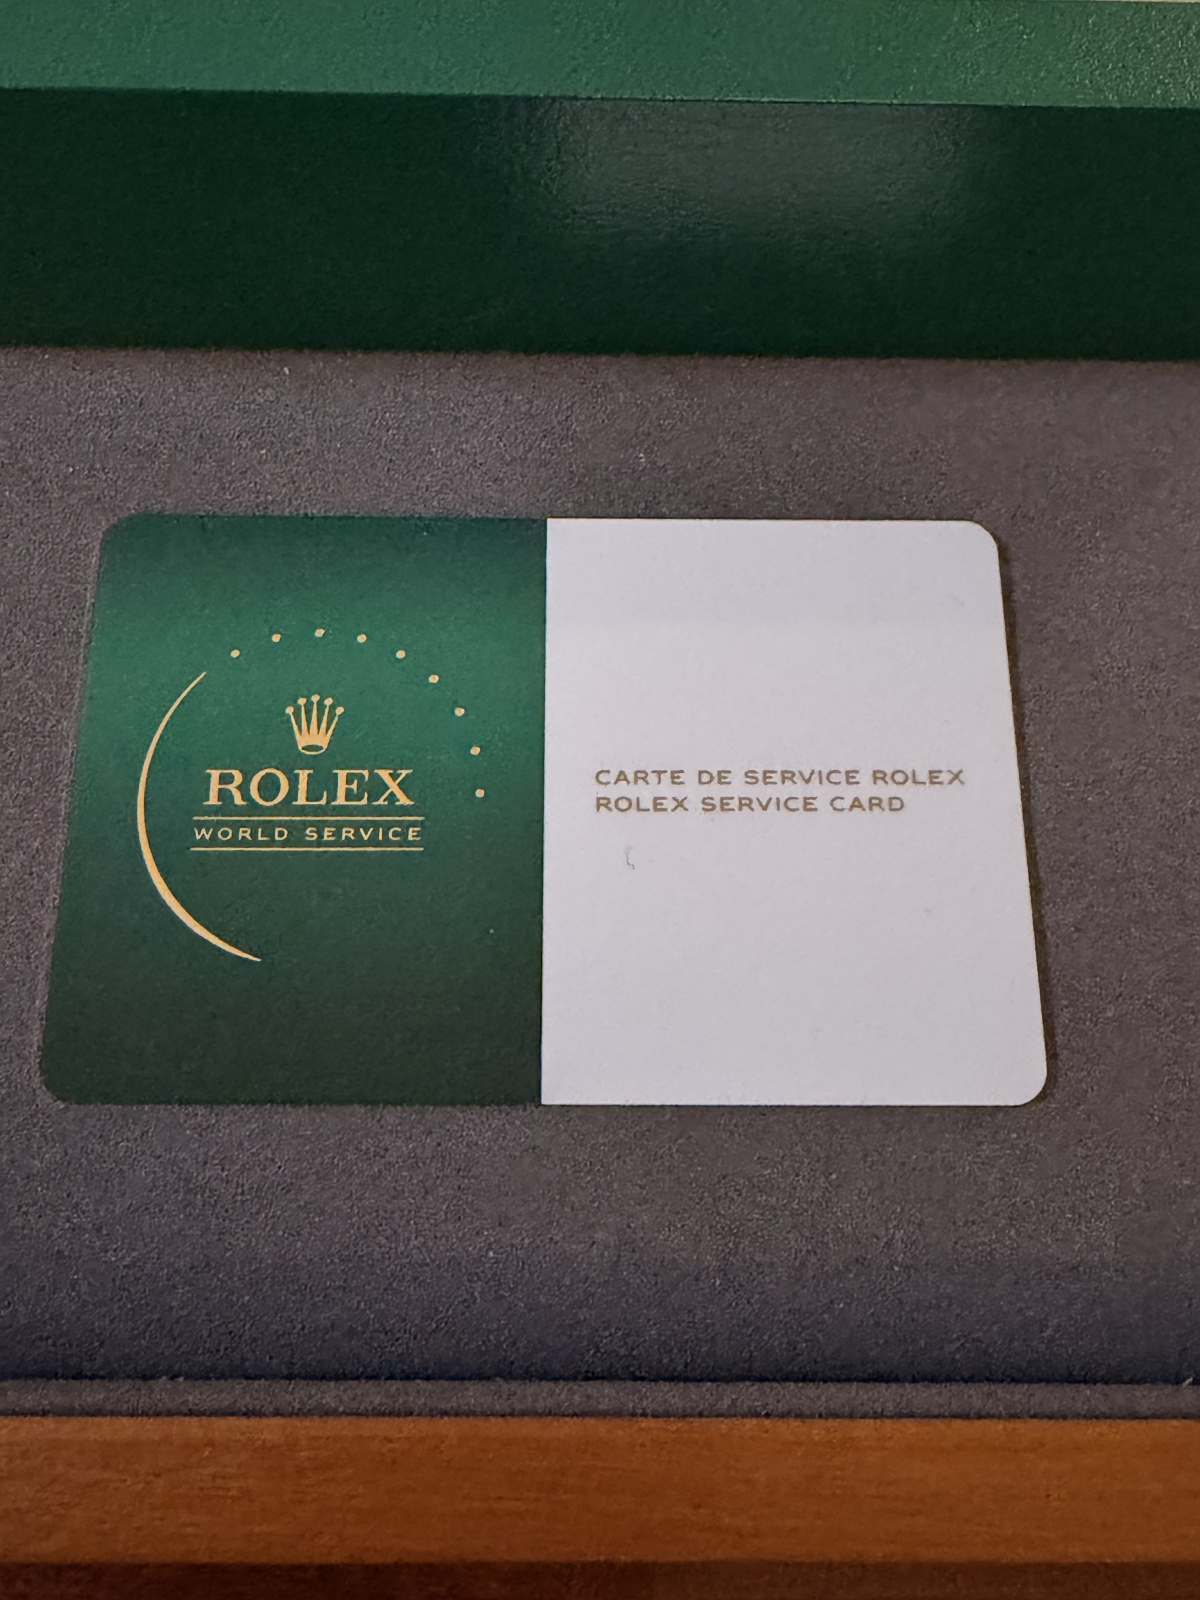 ROLEX
WORLD SERVICE
CARTE DE SERVICE ROLEX
ROLEX SERVICE CARD